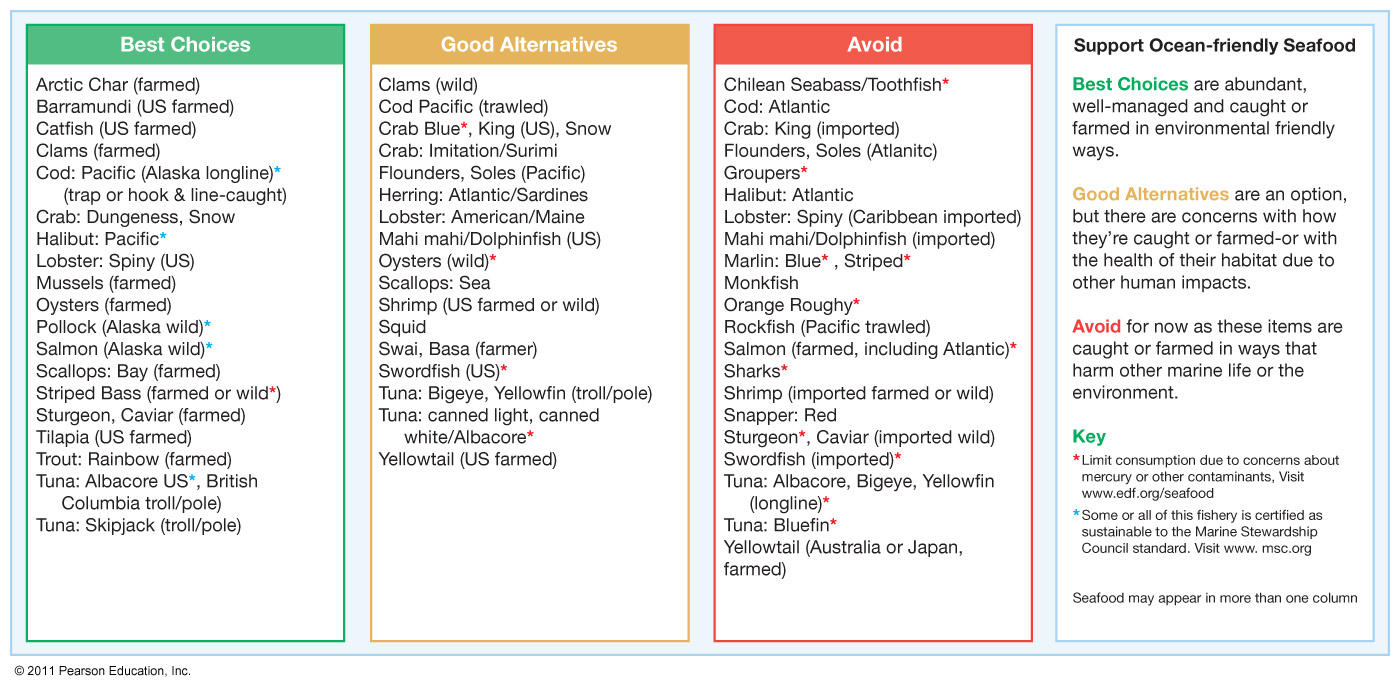 Best Choices
Arctic Char (farmed)
Barramundi (US farmed)
Catfish (US farmed)
Clams (farmed)
Cod: Pacific (Alaska longline)*
(trap or hook & line-caught)
Crab: Dungeness, Snow
Halibut: Pacific*
Lobster: Spiny (US)
Mussels (farmed)
Oysters (farmed)
Pollock (Alaska wild)*
Salmon (Alaska wild)*
Scallops: Bay (farmed)
Striped Bass (farmed or wild*)
Sturgeon, Caviar (farmed)
Tilapia (US farmed)
Trout: Rainbow (farmed)
Tuna: Albacore US*, British
Columbia troll/pole)
Tuna: Skipjack (troll/pole)
Good Alternatives
Clams (wild)
Cod Pacific (trawled)
Crab Blue*, King (US), Snow
Crab: Imitation/Surimi
Flounders, Soles (Pacific)
Herring: Atlantic/Sardines
Lobster: American/Maine
Mahi mahi/Dolphinfish (US)
Oysters (wild)*
Scallops: Sea
Shrimp (US farmed or wild)
Squid
Swai, Basa (farmer)
Swordfish (US)*
Tuna: Bigeye, Yellowfin (troll/pole)
Tuna: canned light, canned
white/Albacore*
Yellowtail (US farmed)
Avoid
Chilean Seabass/Toothfish*
Cod: Atlantic
Crab: King (imported)
Flounders, Soles (Atlanitc)
Groupers*
Halibut: Atlantic
Lobster: Spiny (Caribbean imported)
Mahi mahi/Dolphinfish (imported)
Marlin: Blue* , Striped*
Monkfish
Orange Roughy*
Rockfish (Pacific trawled)
Salmon (farmed, including Atlantic)*
Sharks*
Shrimp (imported farmed or wild)
Snapper: Red
Sturgeon*, Caviar (imported wild)
Swordfish (imported)*
Tuna: Albacore, Bigeye, Yellowfin
(longline)*
Tuna: Bluefin*
Yellowtail (Australia or Japan,
farmed)
Support Ocean-friendly Seafood
Best Choices are abundant,
well-managed and caught or
farmed in environmental friendly
ways.
Good Alternatives are an option,
but there are concerns with how
they're caught or farmed-or with
the health of their habitat due to
other human impacts.
Avoid for now as these items are
caught or farmed in ways that
harm other marine life or the
environment.
Key
*Limit consumption due to concerns about
mercury or other contaminants, Visit
www.edf.org/seafood
*Some or all of this fishery is certified as
sustainable to the Marine Stewardship
Council standard. Visit www. msc.org
Seafood may appear in more than one column
© 2011 Pearson Education, Inc.